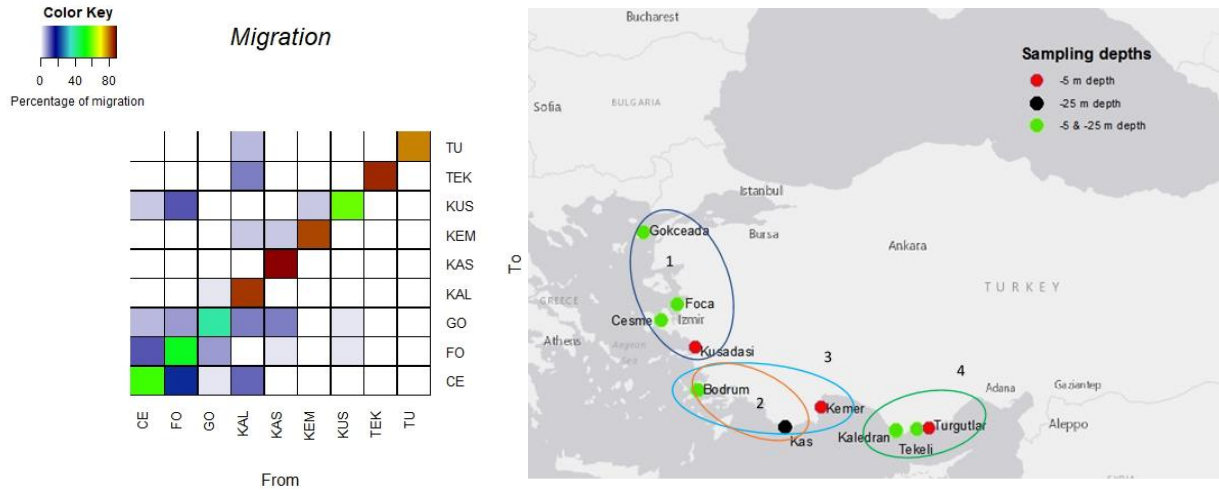 Color Key
Migration
0 40 80
Percentage of migration
TU
TEK
KUS
KEM
KAS
KAL
GO
FO
CE
To
CE FO GO KAL KAS KEM KUS TEK TU
From
Bucharest
Sampling depths
-5 m depth
-25 m depth
-5 & -25 m depth
Sofia
BULGARIA
Istanbul
Gokceada
Bursa
1
Ankara
TURKEY
GREECE
Foca
Cesme
Izmir
Athens
Aegean
Sea
Kusadasi
3
4
Bodrum
2
Adana
Gaziantep
Kemer
Kas
Kaledran
Turgutlar
Aleppo
Tekeli
SYRIA